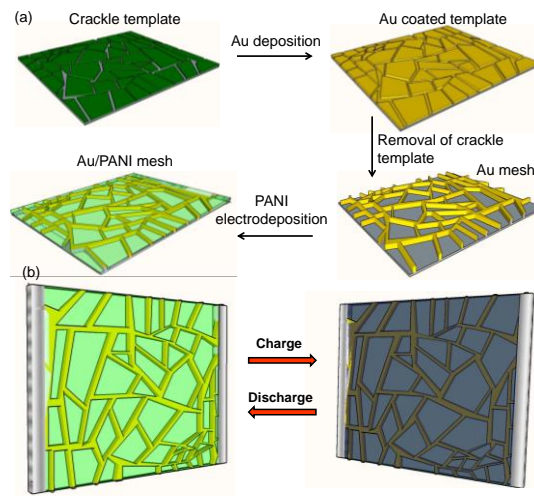 (a)
Crackle template
Au coated template
Au deposition
Removal of crackle
template
Au/PANI mesh
Au mesh
PANI
electrodeposition
(b)
Charge
Discharge